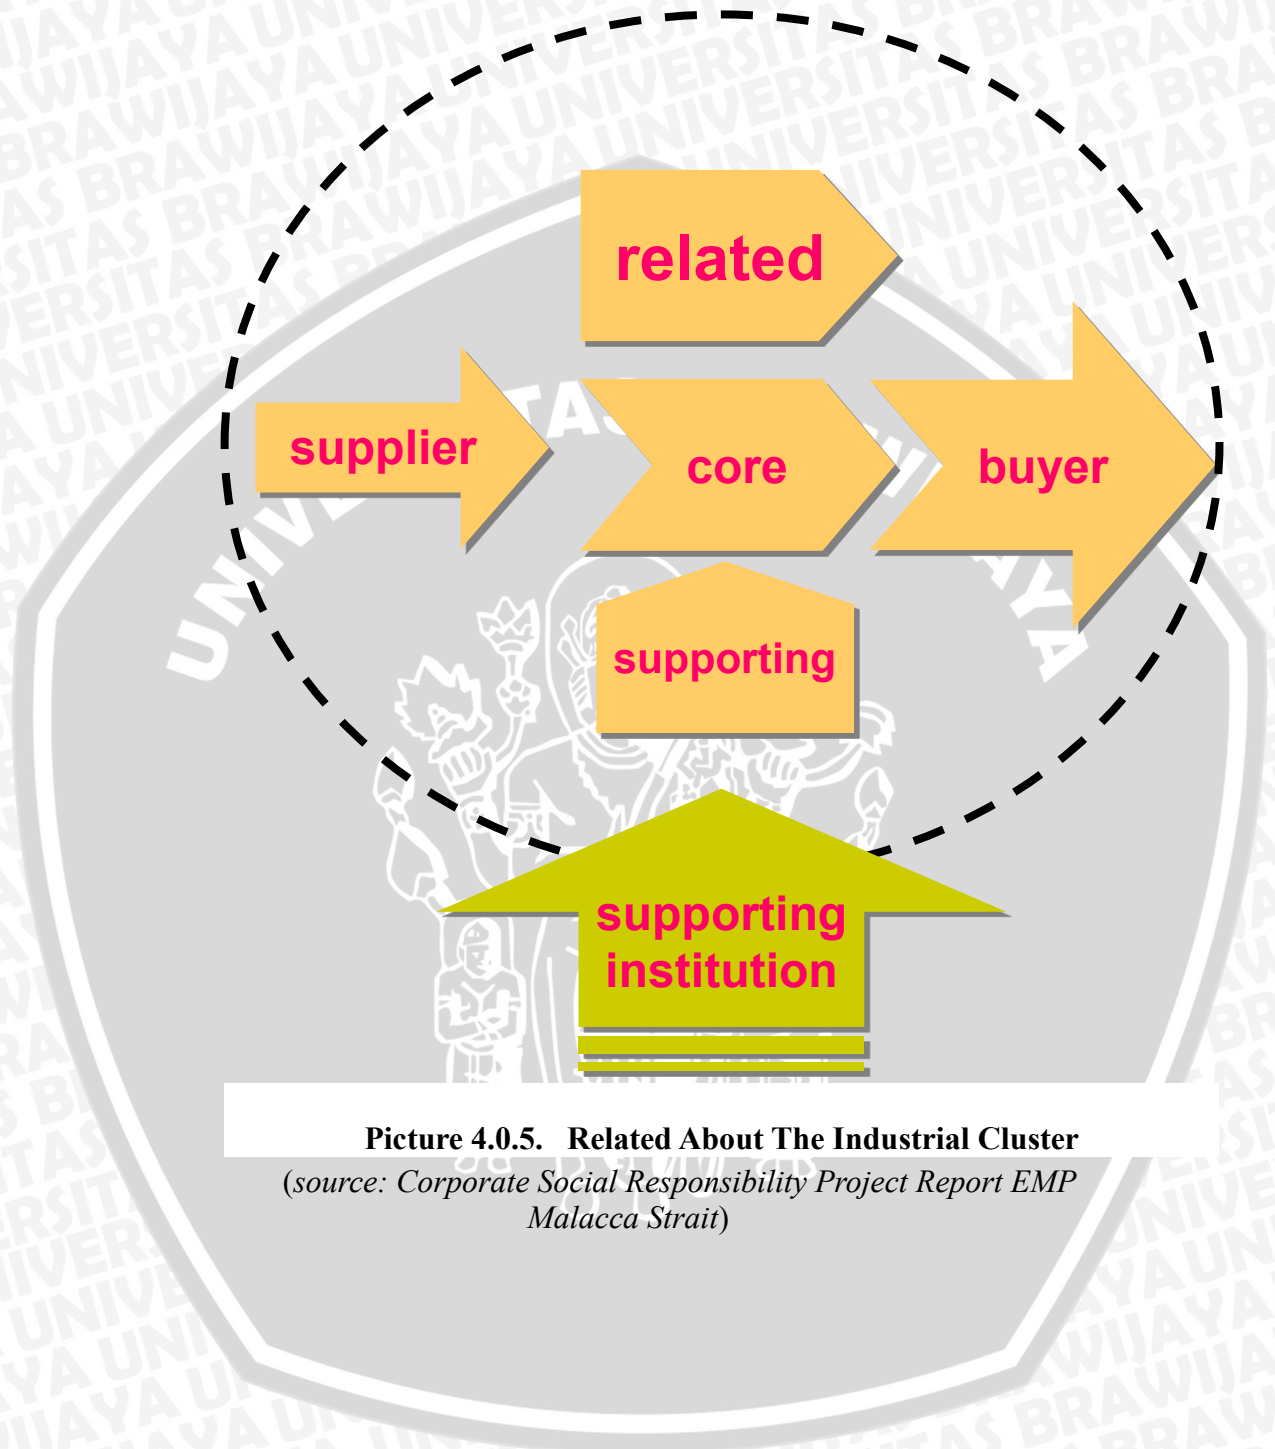 related
supplier
core
buyer
supporting
supporting
institution
Picture 4.0.5. Related About The Industrial Cluster
(source: Corporate Social Responsibility Project Report EMP
Malacca Strait)